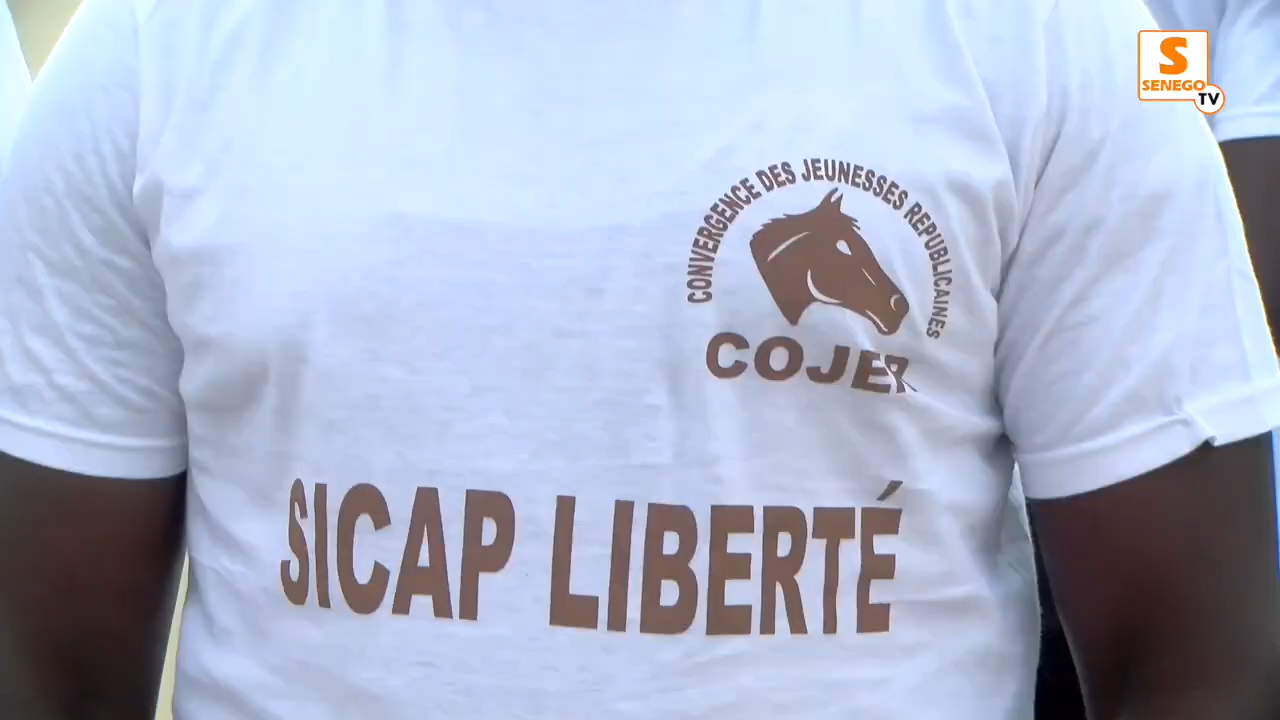 S
SENEGO
TV
CONVERGENCE DES JEUNESSES REPUBLICAINES
COJER
SICAP LIBERTÉ